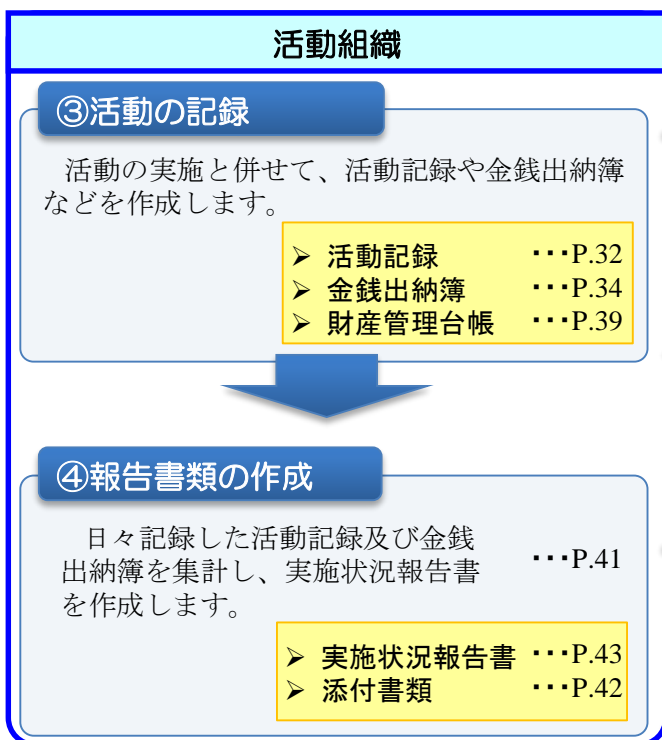 活動組織
③活動の記録
活動の実施と併せて、活動記録や金銭出納簿
などを作成します。
➢ 活動記録 ・・・P.32
➢ 金銭出納簿 ・・・P.34
➢ 財産管理台帳 ・・・P.39
④報告書類の作成
日々記録した活動記録及び金銭
出納簿を集計し、実施状況報告書 ・・・P.41
を作成します。
➢ 実施状況報告書 ・・・P.43
➢ 添付書類 ・・・P.42